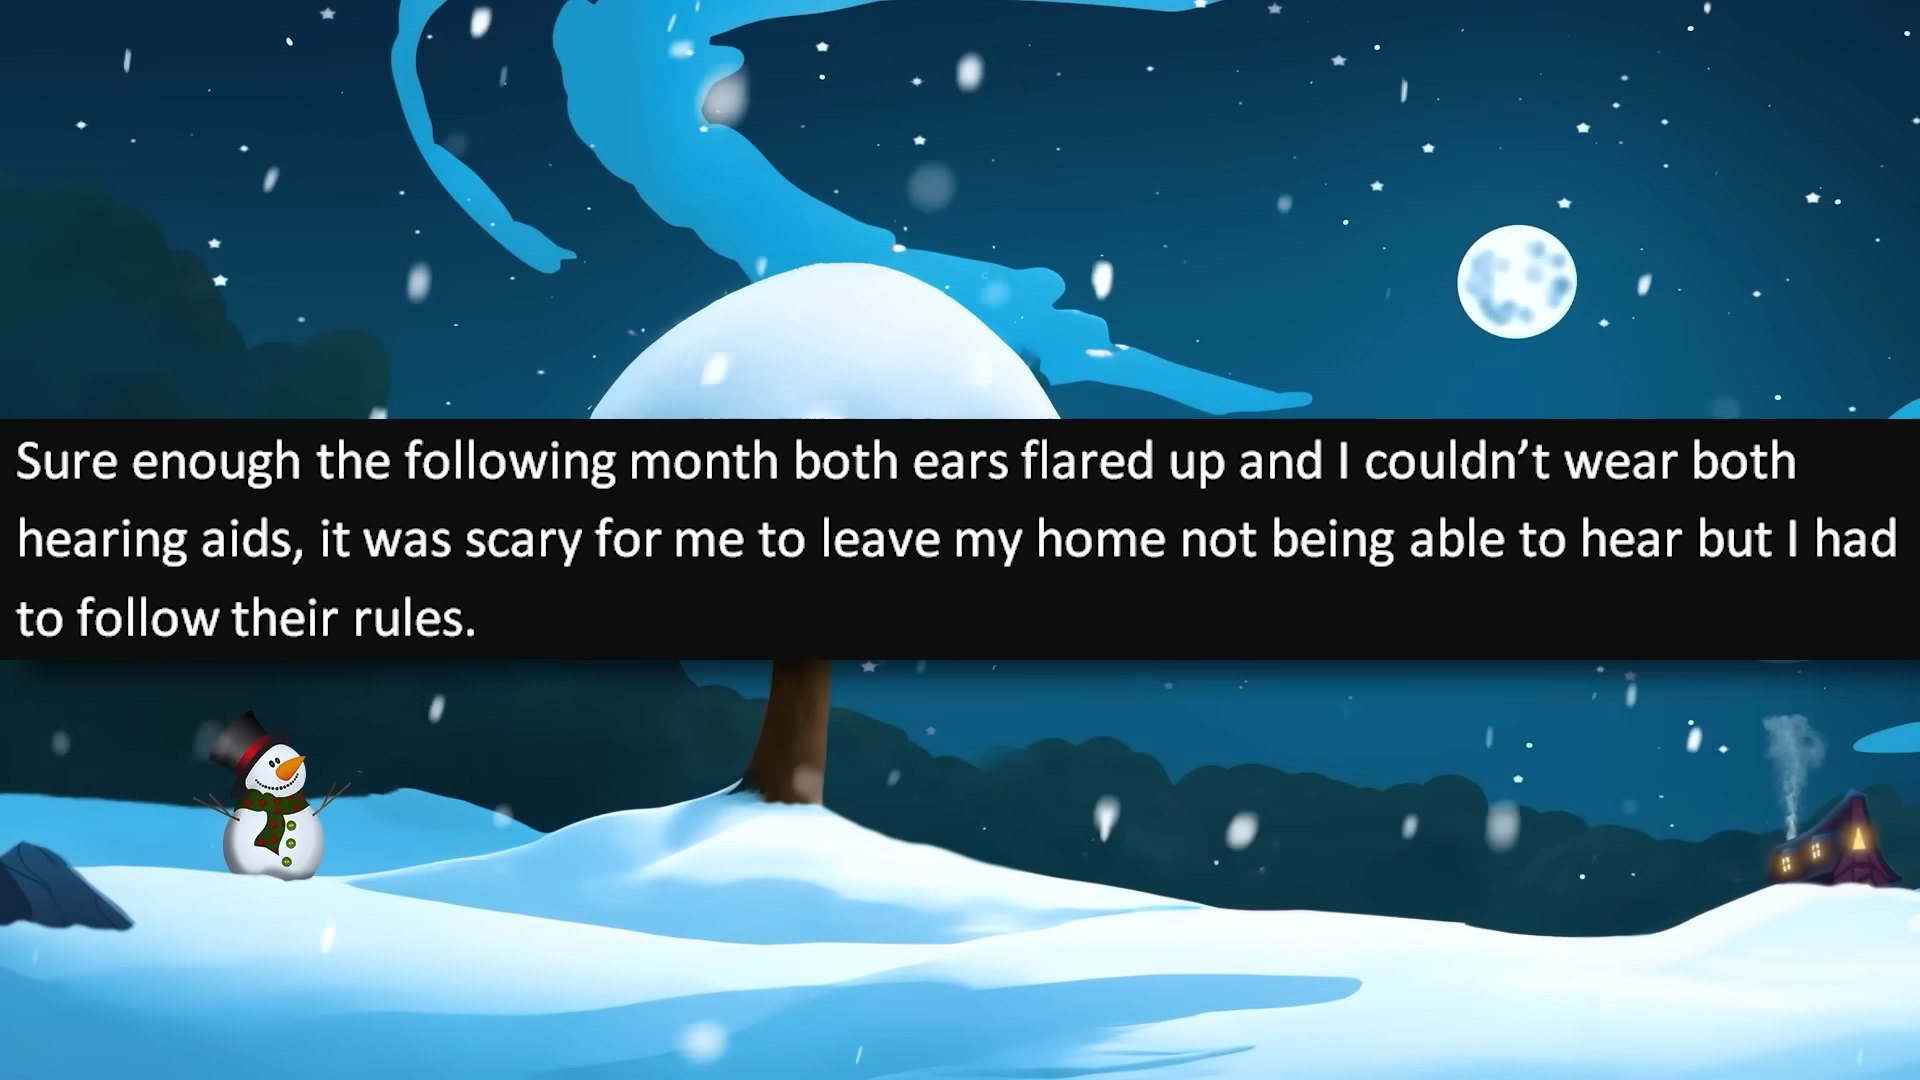 Sure enough the following month both ears flared up and I couldn’t wear both
hearing aids, it was scary for me to leave my home not being able to hear but I had
to follow their rules.